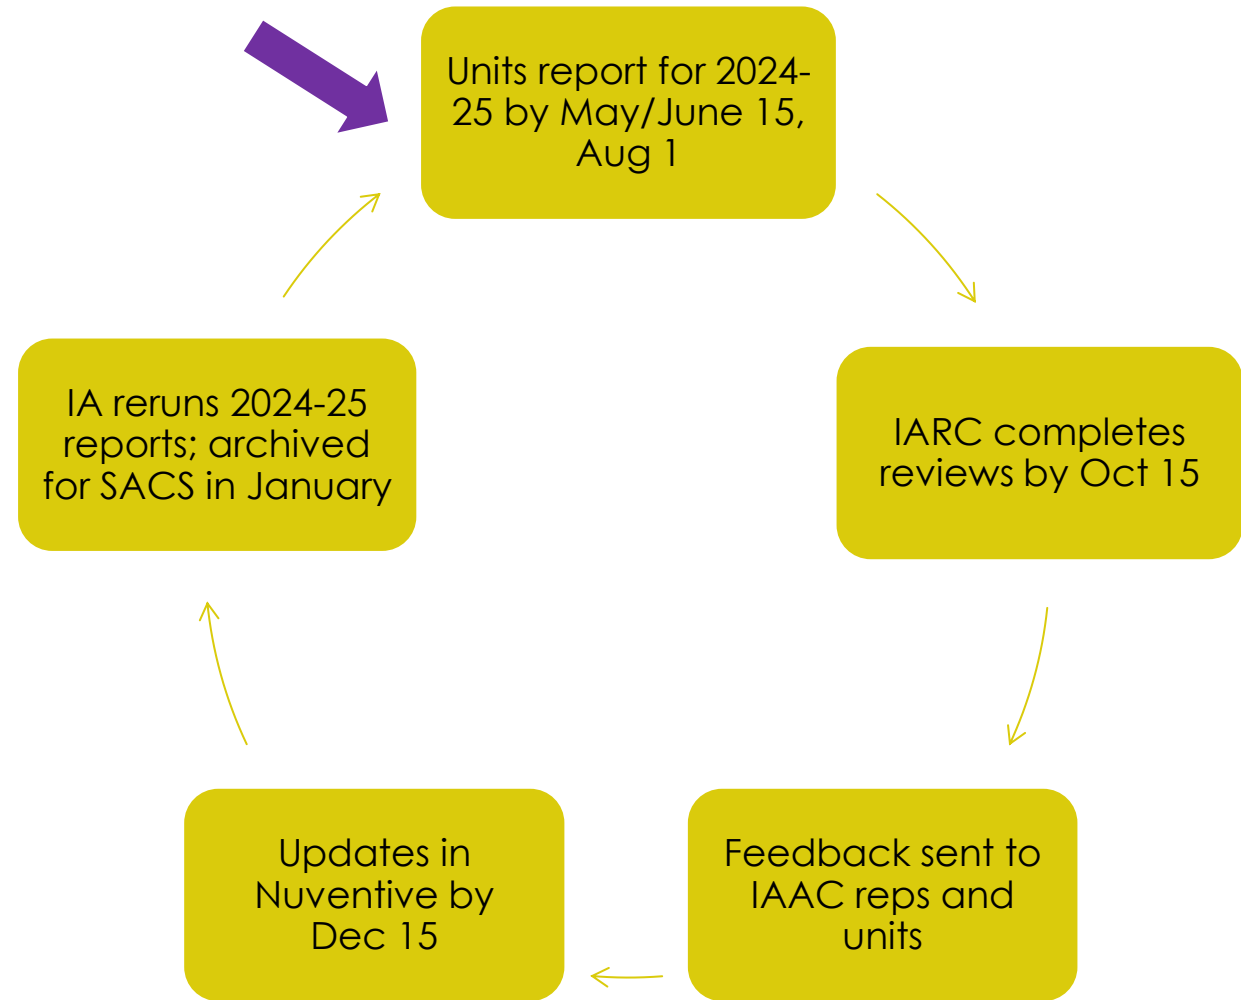 Units report for 2024-
25 by May/June 15,
Aug 1
IARC completes
reviews by Oct 15
Feedback sent to
IAAC reps and
units
Updates in
Nuventive by
Dec 15
IA reruns 2024-25
reports; archived
for SACS in January